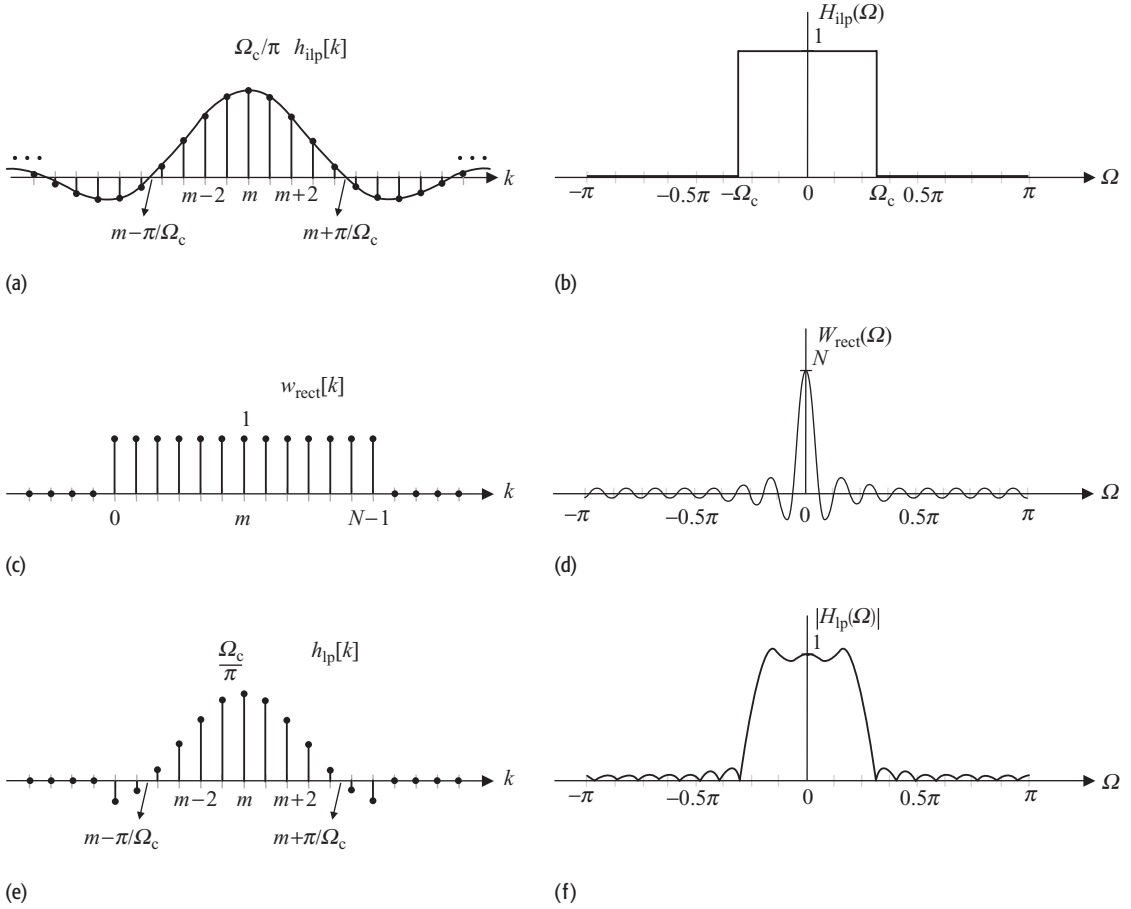 Ω_c/π h_ilp[k]
• • •
• • •
k
m−2 m m+2
m−π/Ω_c m+π/Ω_c
(a)
H_ilp(Ω)
1
−π −0.5π −Ω_c 0 Ω_c 0.5π π Ω
(b)
w_rect[k]
1
k
0 m N−1
(c)
W_rect(Ω)
N
−π −0.5π 0 0.5π π Ω
(d)
Ω_c/π h_lp[k]
k
m−2 m m+2
m−π/Ω_c m+π/Ω_c
(e)
|H_lp(Ω)|
1
−π −0.5π 0 0.5π π Ω
(f)